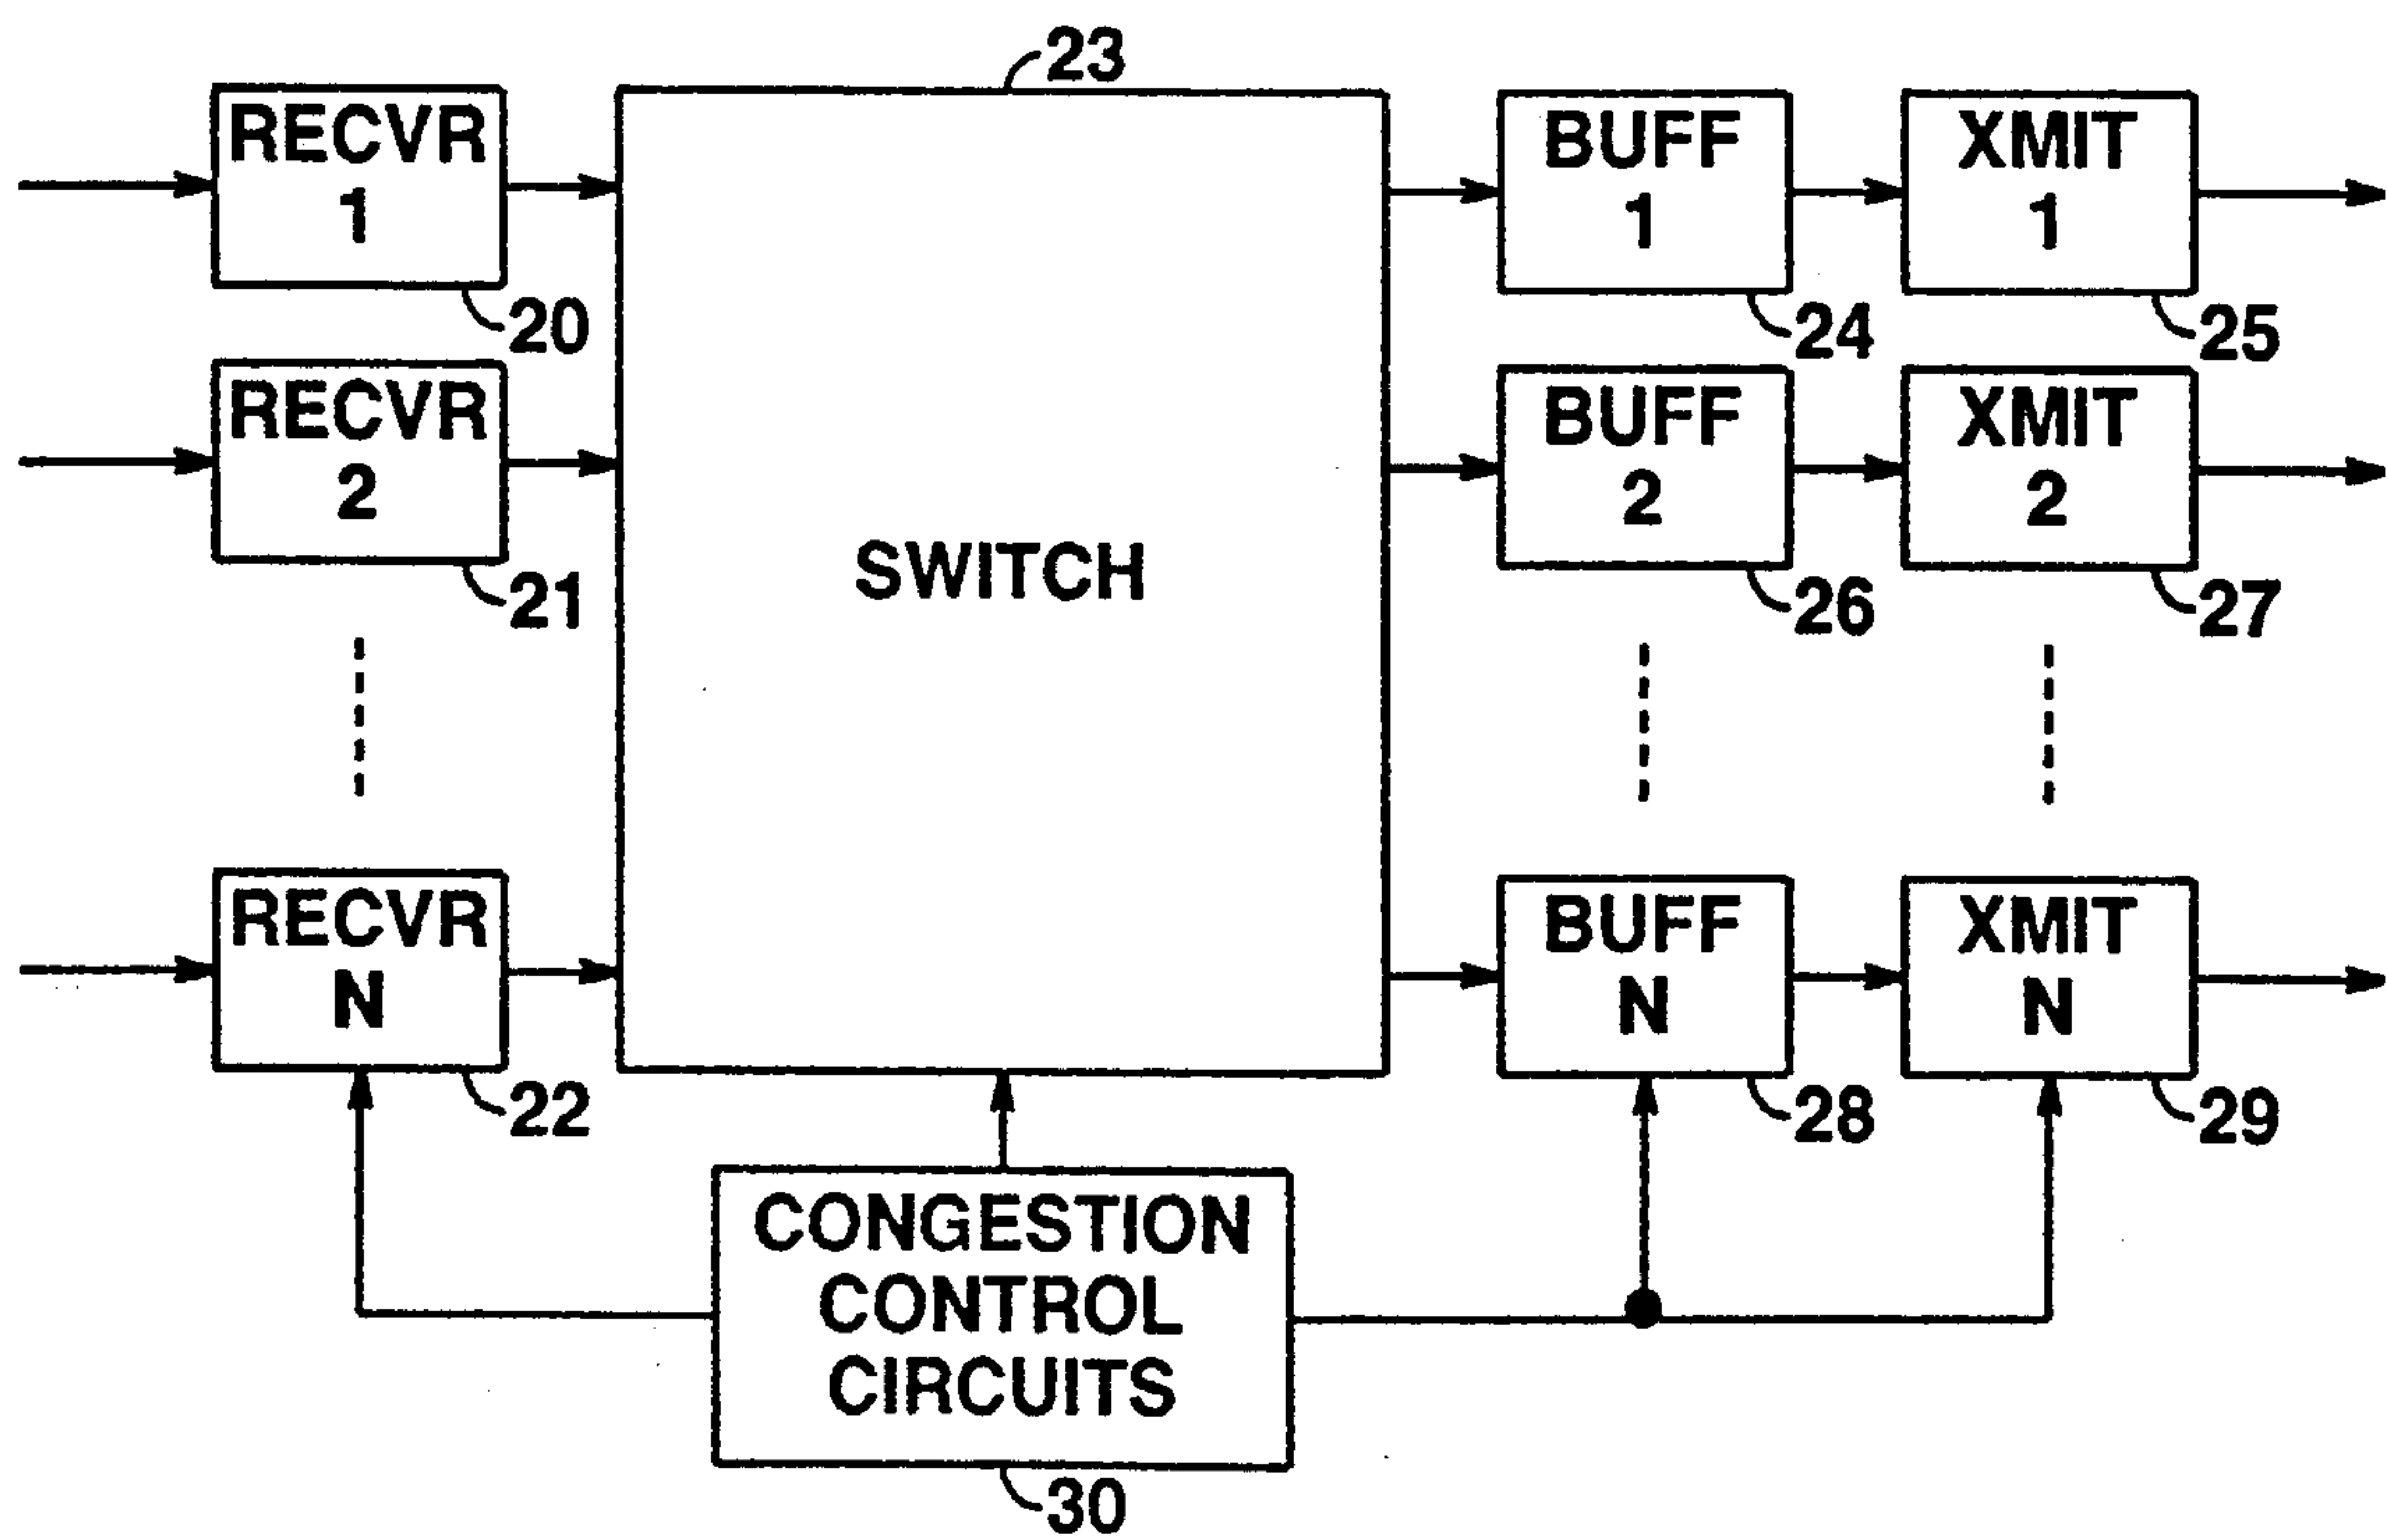 23
RECVR
1
20
BUFF
1
24
XMIT
1
25
RECVR
2
21
SWITCH
BUFF
2
26
XMIT
2
27
RECVR
N
22
BUFF
N
28
XMIT
N
29
CONGESTION
CONTROL
CIRCUITS
30